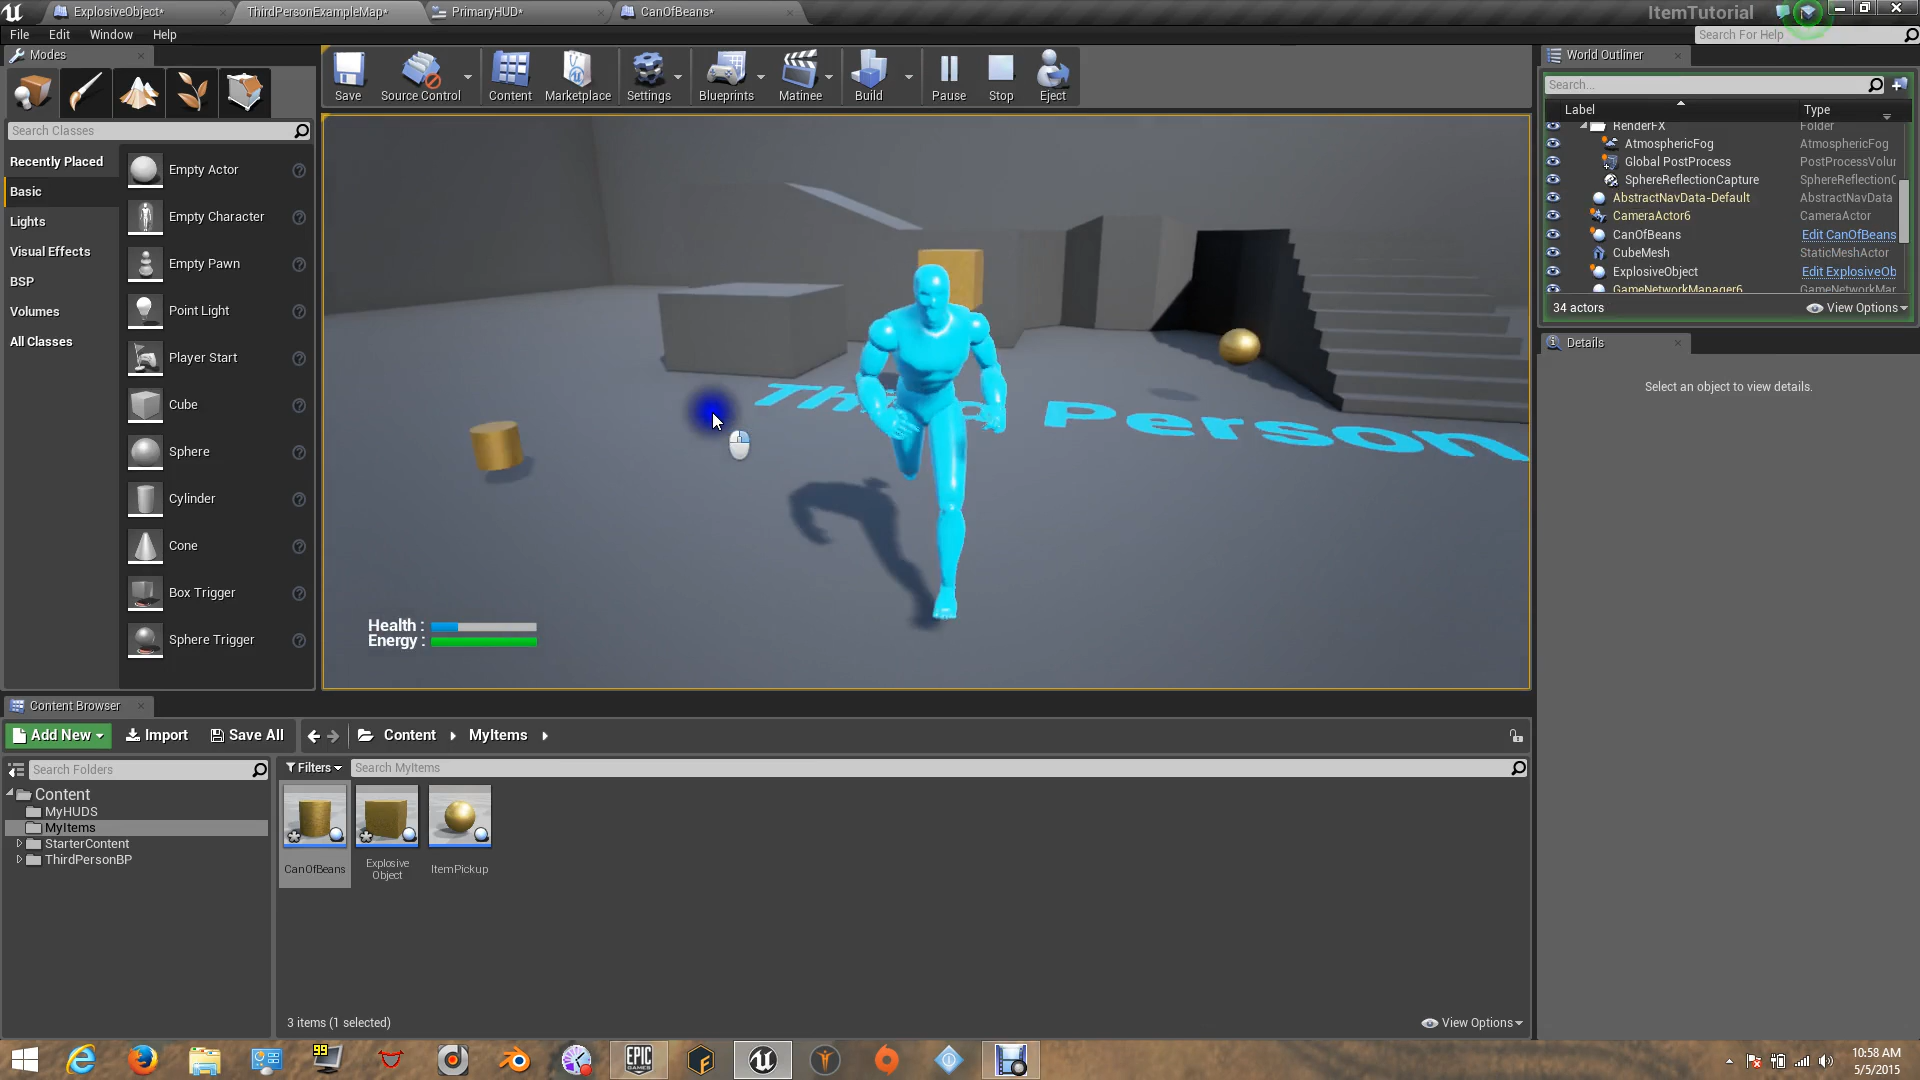 ExplosiveObject*
ThirdPersonExampleMap*
PrimaryHUD*
CanOfBeans*
ItemTutorial
File Edit Window Help
Search For Help
Modes
Search Classes
Recently Placed
Basic
Lights
Visual Effects
BSP
Volumes
All Classes
Empty Actor
Empty Character
Empty Pawn
Point Light
Player Start
Cube
Sphere
Cylinder
Cone
Box Trigger
Sphere Trigger
Save
Source Control
Content
Marketplace
Settings
Blueprints
Matinee
Build
Pause
Stop
Eject
Person
Health :
Energy :
World Outliner
Search...
Label Type
RenderFX Folder
AtmosphericFog AtmosphericFog
Global PostProcess PostProcessVolur
SphereReflectionCapture SphereReflectionC
AbstractNavData-Default AbstractNavData
CameraActor6 CameraActor
CanOfBeans Edit CanOfBeans
CubeMesh StaticMeshActor
ExplosiveObject Edit ExplosiveOb
GameNetworkManager6 GameNetworkMar
34 actors
View Options
Details
Select an object to view details.
Content Browser
Add New
Import
Save All
Content
MyItems
Search Folders
Filters
Search MyItems
Content
MyHUDS
MyItems
StarterContent
ThirdPersonBP
CanOfBeans
Explosive
Object
ItemPickup
3 items (1 selected)
View Options
99
EPIC
GAMES
10:58 AM
5/5/2015